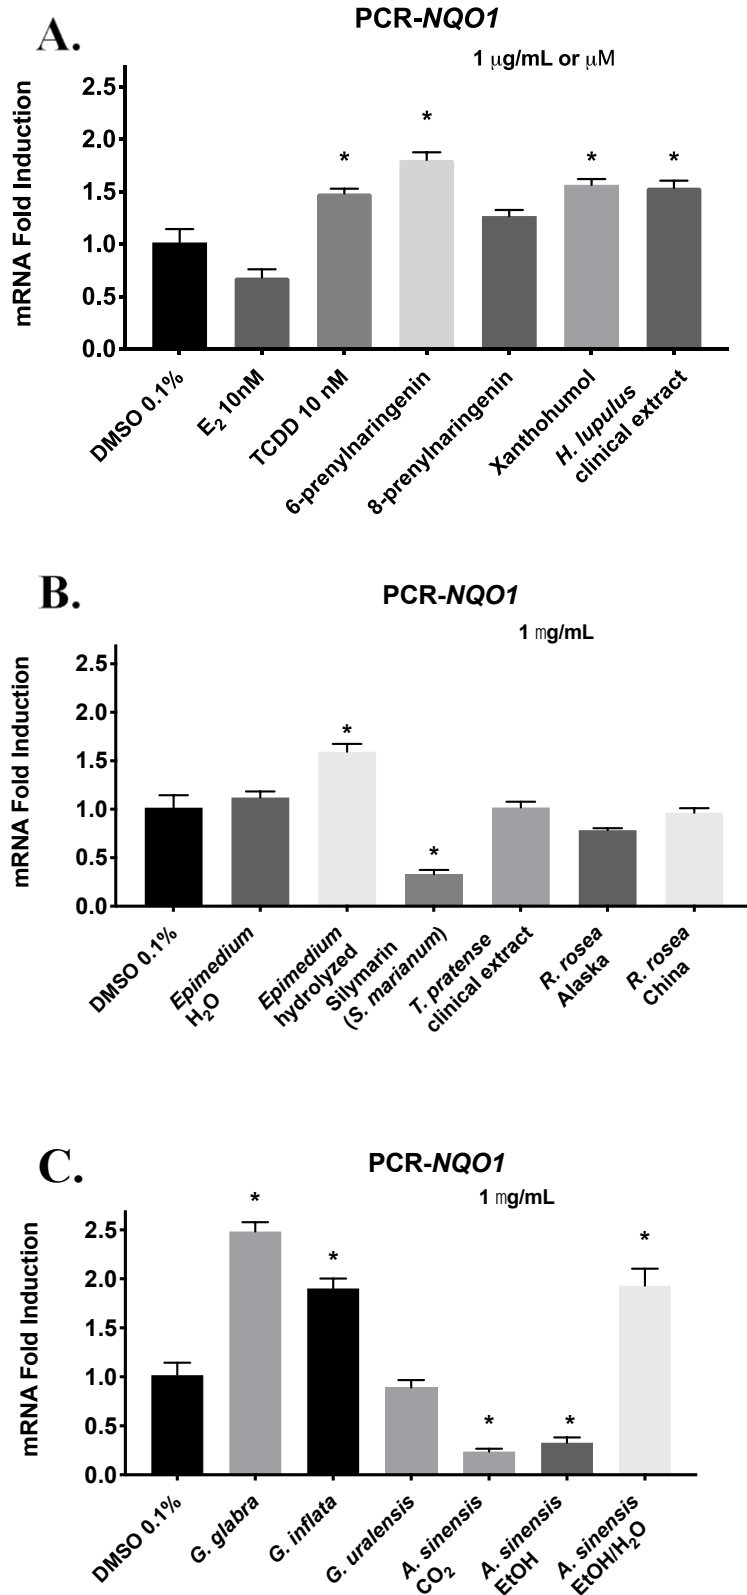 A.
PCR-NQO1
1 μg/mL or μM
mRNA Fold Induction
2.5
2.0
1.5
1.0
0.5
0.0
*
*
*
*
DMSO 0.1%
E₂ 10nM
TCDD 10 nM
6-prenylnaringenin
8-prenylnaringenin
Xanthohumol
H. lupulus
clinical extract
B.
PCR-NQO1
1 mg/mL
mRNA Fold Induction
2.5
2.0
1.5
1.0
0.5
0.0
*
*
DMSO 0.1%
Epimedium
H₂O
Epimedium
hydrolyzed
Silymarin
(S. marianum)
T. pratense
clinical extract
R. rosea
Alaska
R. rosea
China
C.
PCR-NQO1
1 mg/mL
mRNA Fold Induction
2.5
2.0
1.5
1.0
0.5
0.0
*
*
*
*
*
DMSO 0.1%
G. glabra
G. inflata
G. uralensis
A. sinensis
CO₂
A. sinensis
EtOH
A. sinensis
EtOH/H₂O